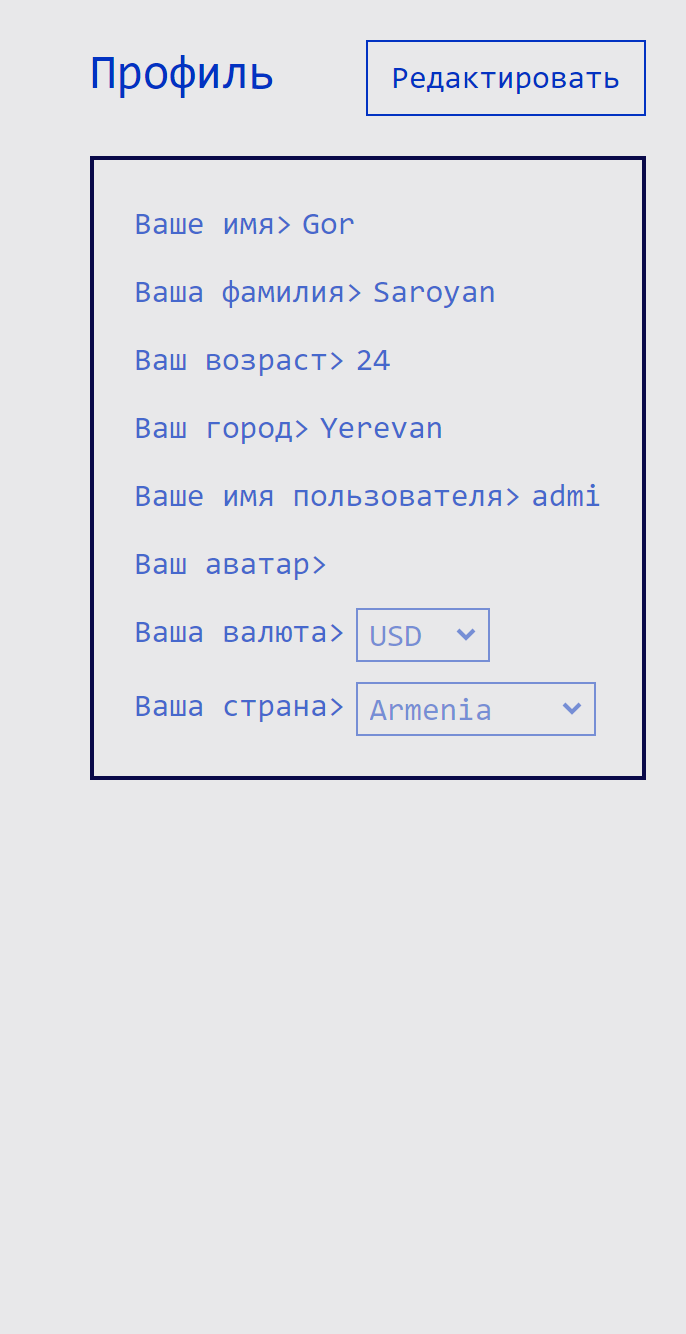 Профиль
Редактировать
Ваше имя> Gor
Ваша фамилия> Saroyan
Ваш возраст> 24
Ваш город> Yerevan
Ваше имя пользователя> admi
Ваш аватар>
Ваша валюта> USD
Ваша страна> Armenia